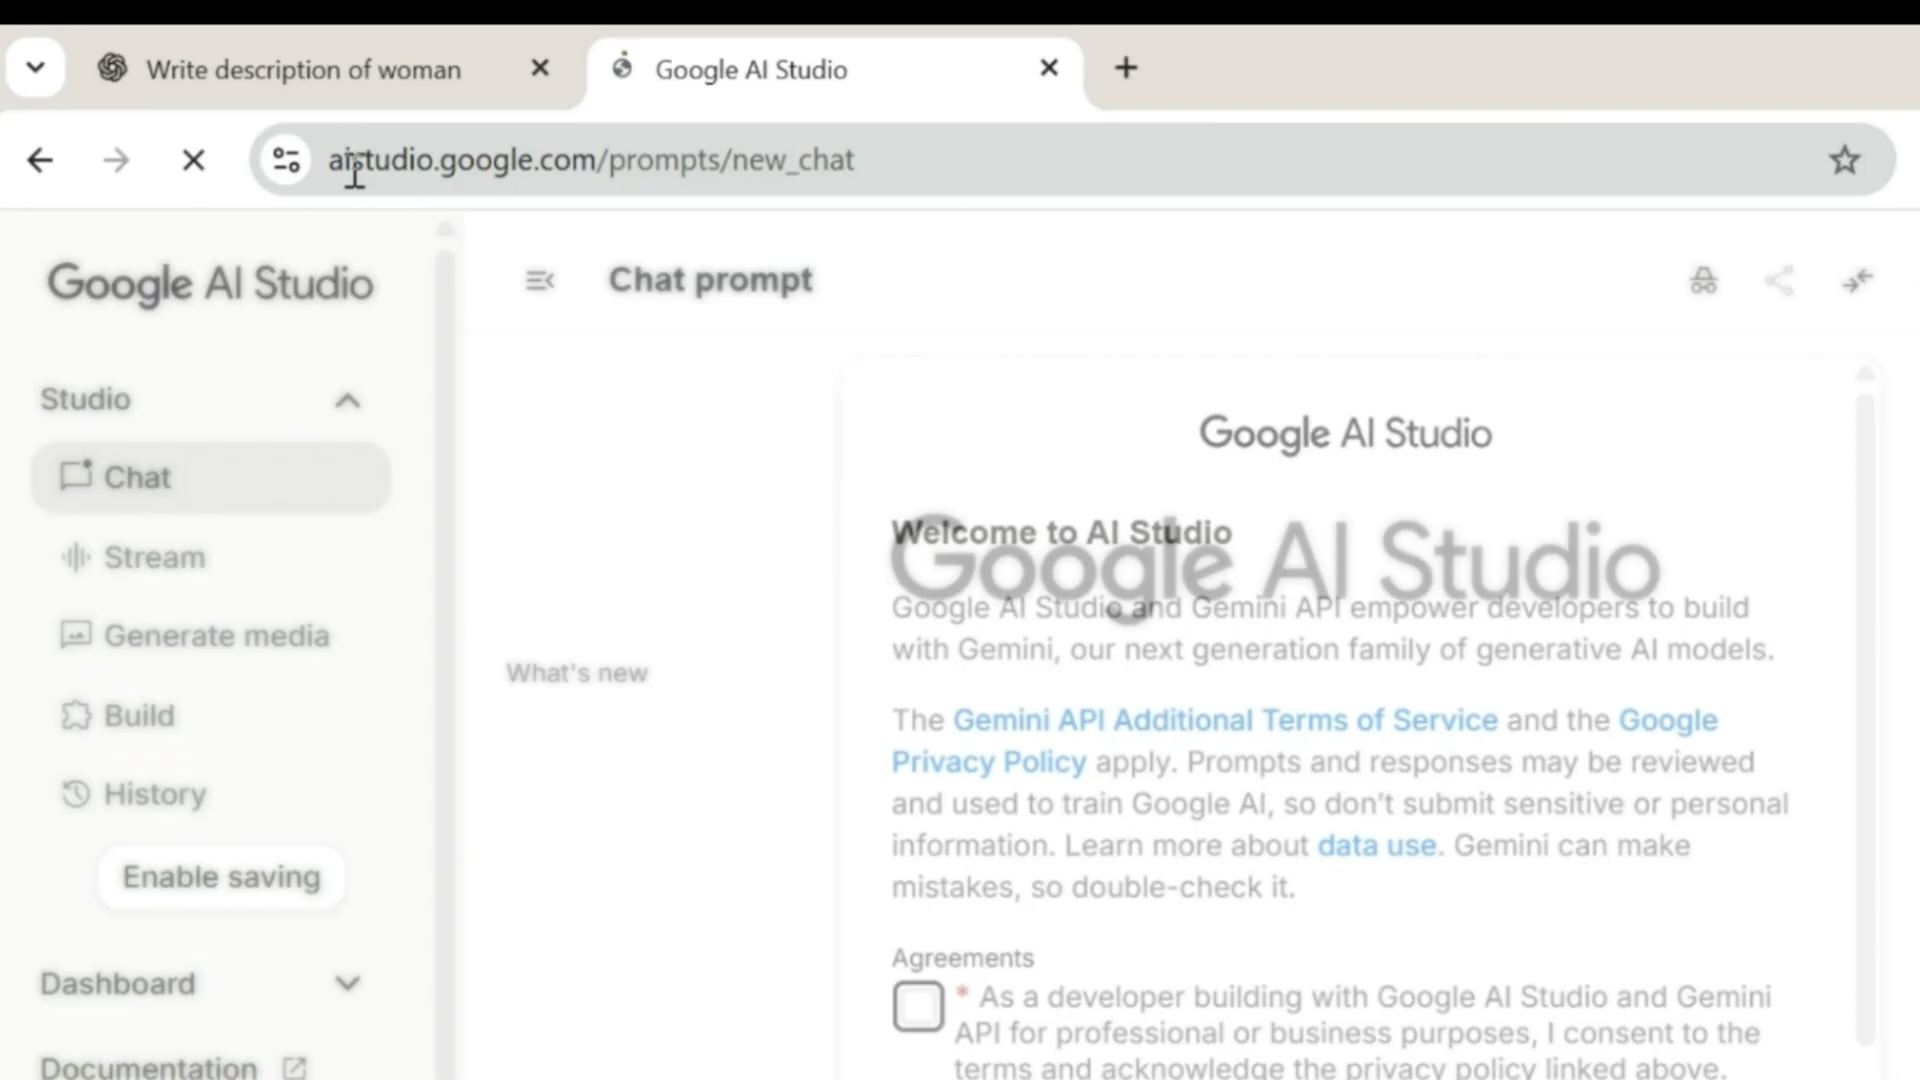 Write description of woman
Google AI Studio
aistudio.google.com/prompts/new_chat
Google AI Studio
Chat prompt
Studio
Chat
Stream
Generate media
Build
History
Enable saving
Dashboard
Documentation
What's new
Google AI Studio
Welcome to AI Studio
Google AI Studio
Google AI Studio and Gemini API empower developers to build
with Gemini, our next generation family of generative AI models.
The Gemini API Additional Terms of Service and the Google
Privacy Policy apply. Prompts and responses may be reviewed
and used to train Google AI, so don't submit sensitive or personal
information. Learn more about data use. Gemini can make
mistakes, so double-check it.
Agreements
* As a developer building with Google AI Studio and Gemini
API for professional or business purposes, I consent to the
terms and acknowledge the privacy policy linked above.